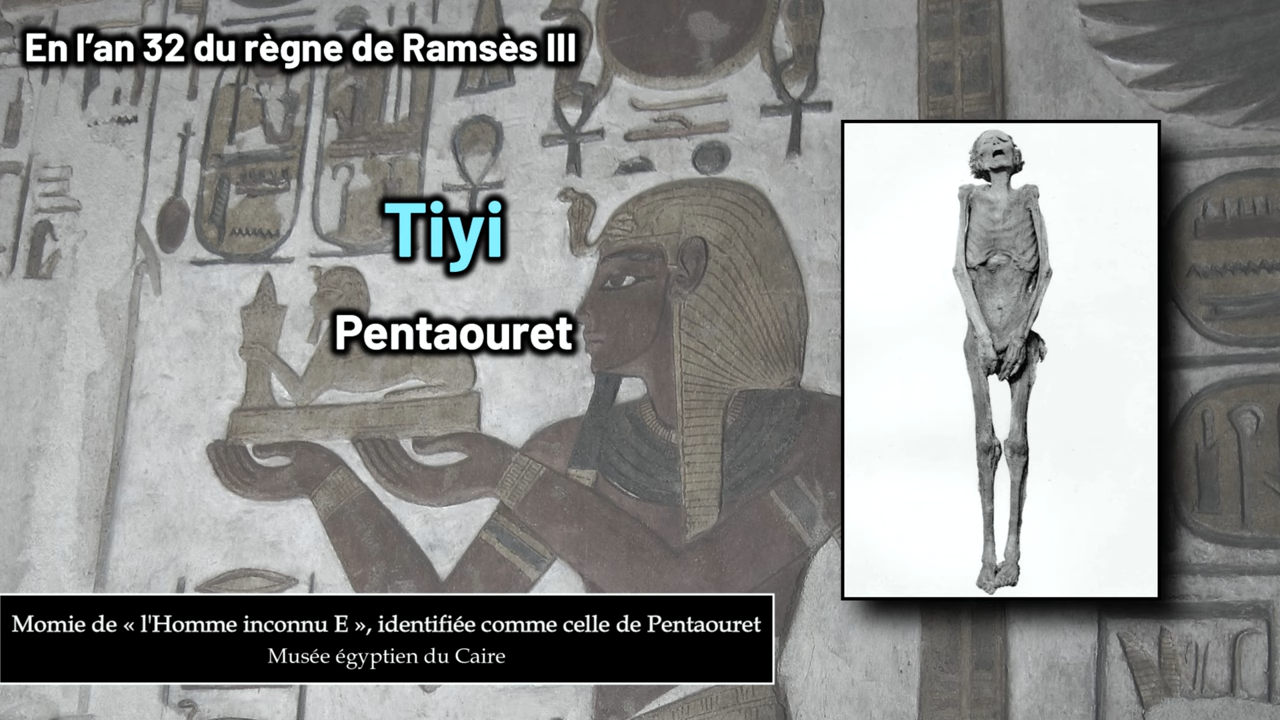 En l’an 32 du règne de Ramsès III
Tiyi
Pentaouret
Momie de « l'Homme inconnu E », identifiée comme celle de Pentaouret
Musée égyptien du Caire